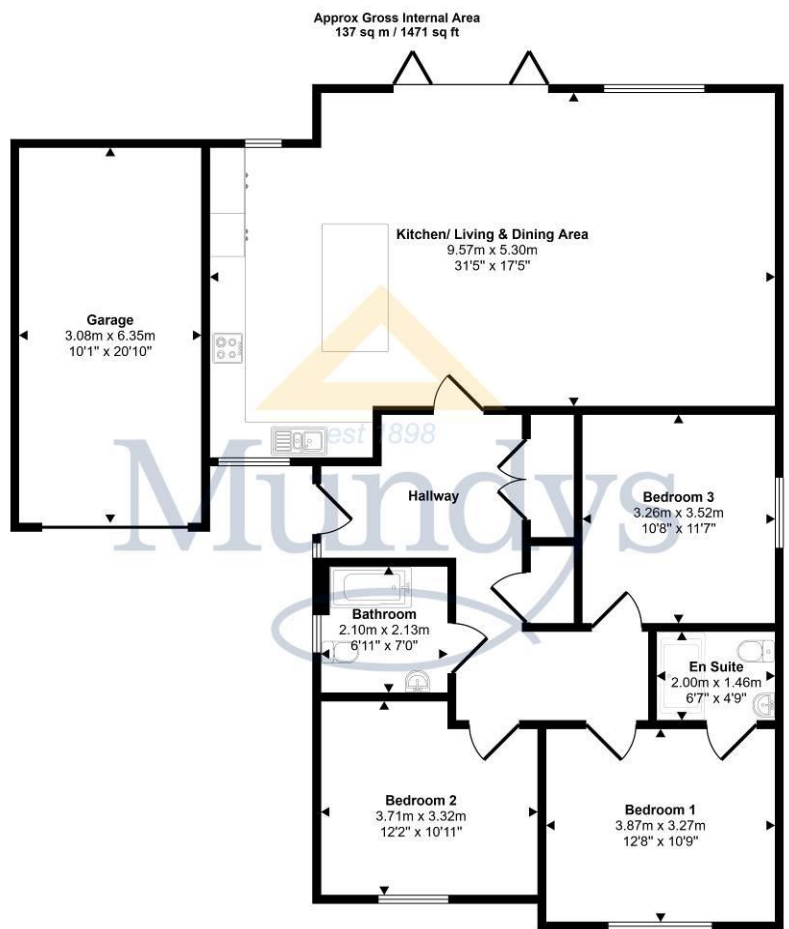 Approx Gross Internal Area
137 sq m / 1471 sq ft
Kitchen/ Living & Dining Area
9.57m x 5.30m
31'5" x 17'5"
Garage
3.08m x 6.35m
10'1" x 20'10"
est 1898
Mundys
Hallway
Bedroom 3
3.26m x 3.52m
10'8" x 11'7"
Bathroom
2.10m x 2.13m
6'11" x 7'0"
En Suite
2.00m x 1.46m
6'7" x 4'9"
Bedroom 2
3.71m x 3.32m
12'2" x 10'11"
Bedroom 1
3.87m x 3.27m
12'8" x 10'9"